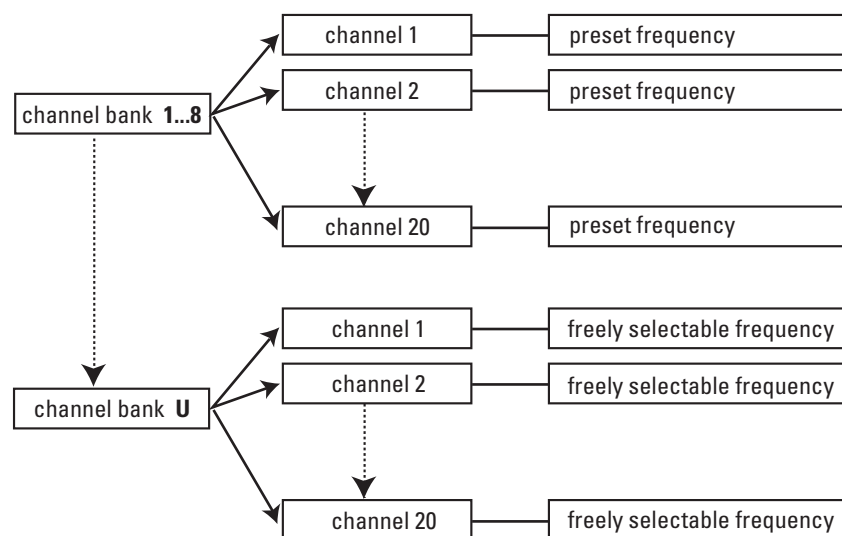 channel 1 preset frequency
channel 2 preset frequency
channel bank 1...8
channel 20 preset frequency
channel 1 freely selectable frequency
channel 2 freely selectable frequency
channel bank U
channel 20 freely selectable frequency